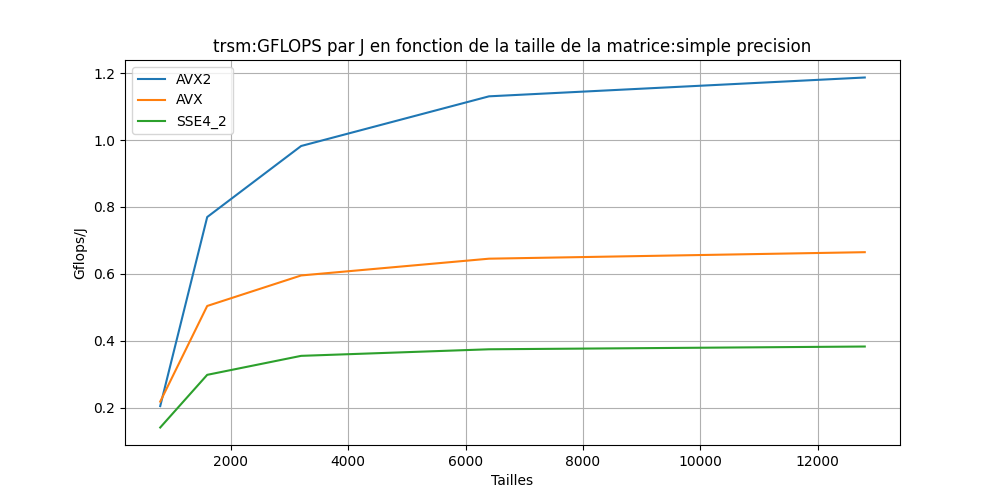 trsm:GFLOPS par J en fonction de la taille de la matrice:simple precision
AVX2
AVX
SSE4_2
Gflops/J
1.2
1.0
0.8
0.6
0.4
0.2
2000 4000 6000 8000 10000 12000
Tailles